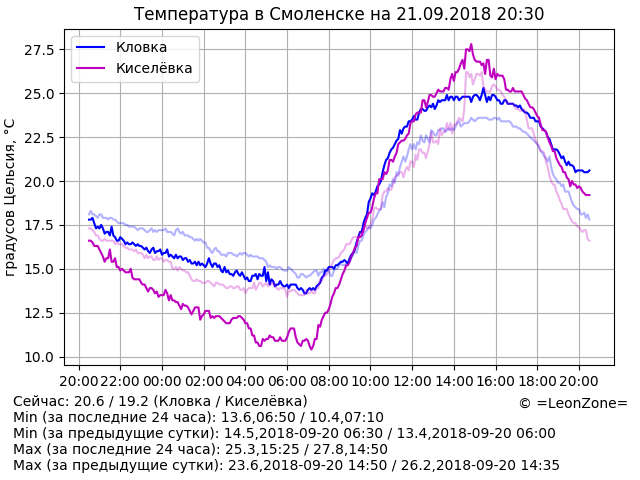 Температура в Смоленске на 21.09.2018 20:30
градусов Цельсия, °C
27.5
25.0
22.5
20.0
17.5
15.0
12.5
10.0
Кловка
Киселёвка
20:00 22:00 00:00 02:00 04:00 06:00 08:00 10:00 12:00 14:00 16:00 18:00 20:00
© =LeonZone=
Сейчас: 20.6 / 19.2 (Кловка / Киселёвка)
Min (за последние 24 часа): 13.6,06:50 / 10.4,07:10
Min (за предыдущие сутки): 14.5,2018-09-20 06:30 / 13.4,2018-09-20 06:00
Max (за последние 24 часа): 25.3,15:25 / 27.8,14:50
Max (за предыдущие сутки): 23.6,2018-09-20 14:50 / 26.2,2018-09-20 14:35